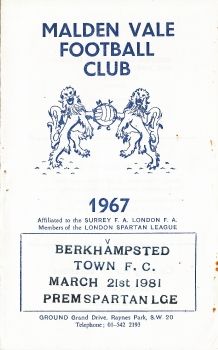 MALDEN VALE
FOOTBALL
CLUB
1967
Affiliated to the SURREY F. A. LONDON F. A.
Members of the LONDON SPARTAN LEAGUE
V
BERKHAMPSTED
TOWN F.C.
MARCH 21st 1981
PREM SPARTAN LGE
GROUND Grand Drive, Raynes Park, S.W 20
Telephone; 01-542 2193